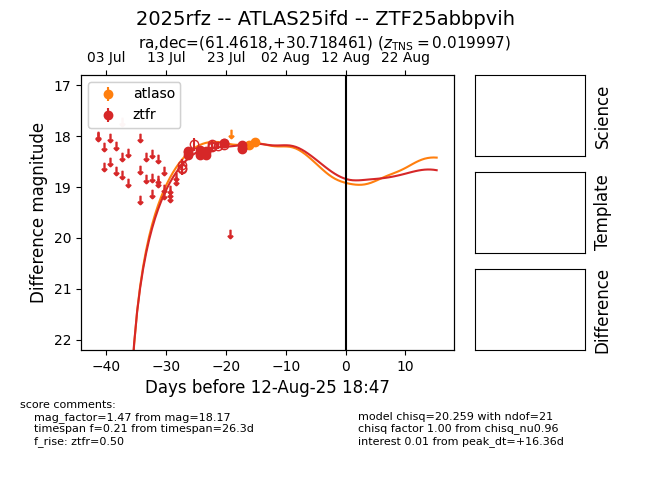 2025rfz -- ATLAS25ifd -- ZTF25abbpvih
ra,dec=(61.4618,+30.718461) (z_TNS = 0.019997)
03 Jul 13 Jul 23 Jul 02 Aug 12 Aug 22 Aug
atlaso
ztfr
17
18
19
20
21
22
Difference magnitude
−40 −30 −20 −10 0 10
Days before 12-Aug-25 18:47
Science
Template
Difference
score comments:
mag_factor=1.47 from mag=18.17
timespan f=0.21 from timespan=26.3d
f_rise: ztfr=0.50
model chisq=20.259 with ndof=21
chisq factor 1.00 from chisq_nu0.96
interest 0.01 from peak_dt=+16.36d